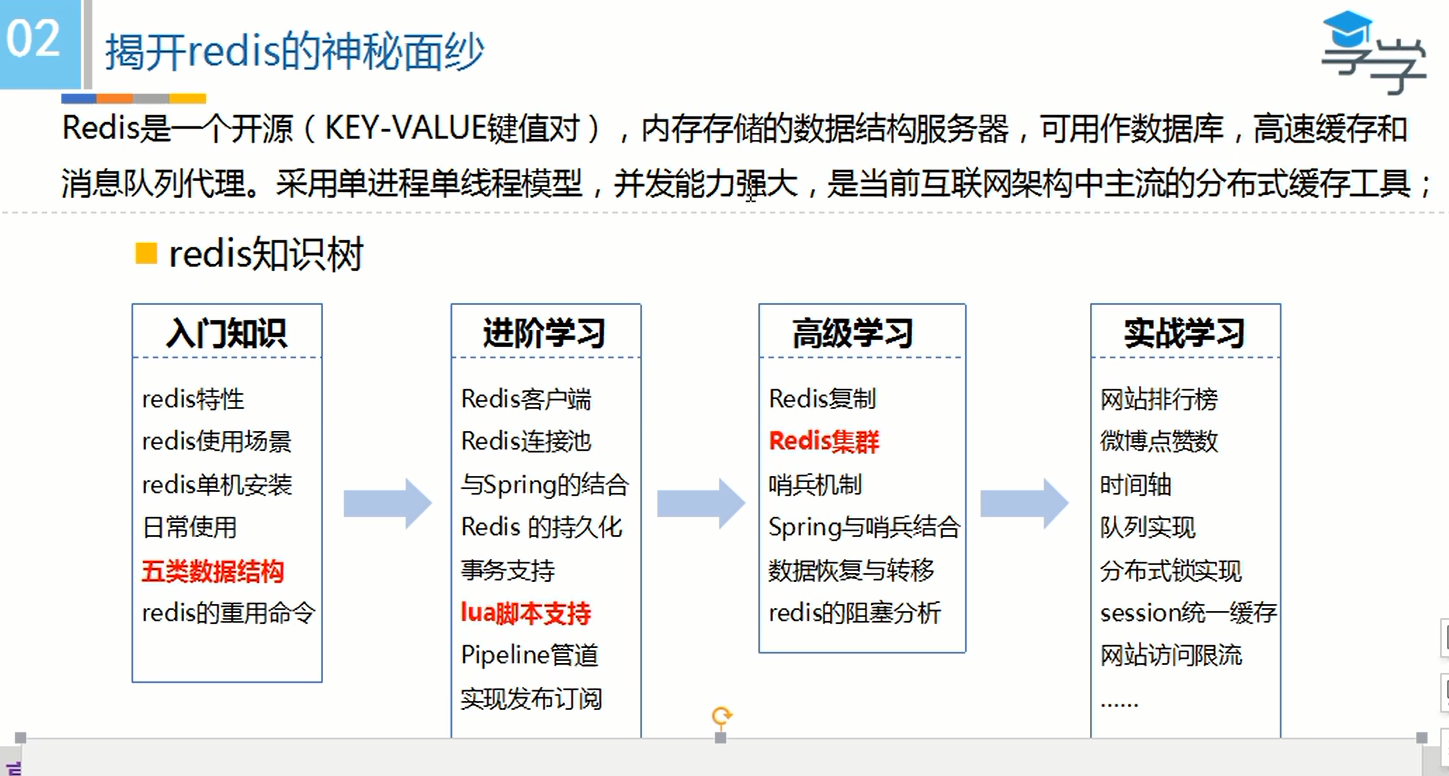 02
揭开redis的神秘面纱
享学
Redis是一个开源（KEY-VALUE键值对），内存存储的数据结构服务器，可用作数据库，高速缓存和
消息队列代理。采用单进程单线程模型，并发能力强大，是当前互联网架构中主流的分布式缓存工具；
redis知识树
入门知识
redis特性
redis使用场景
redis单机安装
日常使用
五类数据结构
redis的重用命令
进阶学习
Redis客户端
Redis连接池
与Spring的结合
Redis 的持久化
事务支持
lua脚本支持
Pipeline管道
实现发布订阅
高级学习
Redis复制
Redis集群
哨兵机制
Spring与哨兵结合
数据恢复与转移
redis的阻塞分析
实战学习
网站排行榜
微博点赞数
时间轴
队列实现
分布式锁实现
session统一缓存
网站访问限流
......